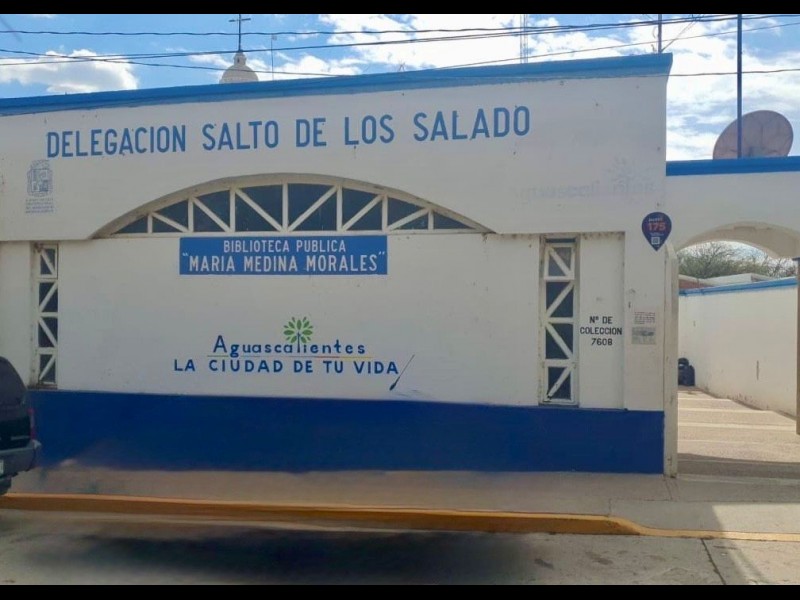 DELEGACION SALTO DE LOS SALADO
BIBLIOTECA PUBLICA
"MARIA MEDINA MORALES"
Aguascalientes
LA CIUDAD DE TU VIDA
175
Nº DE
COLECCION
7608